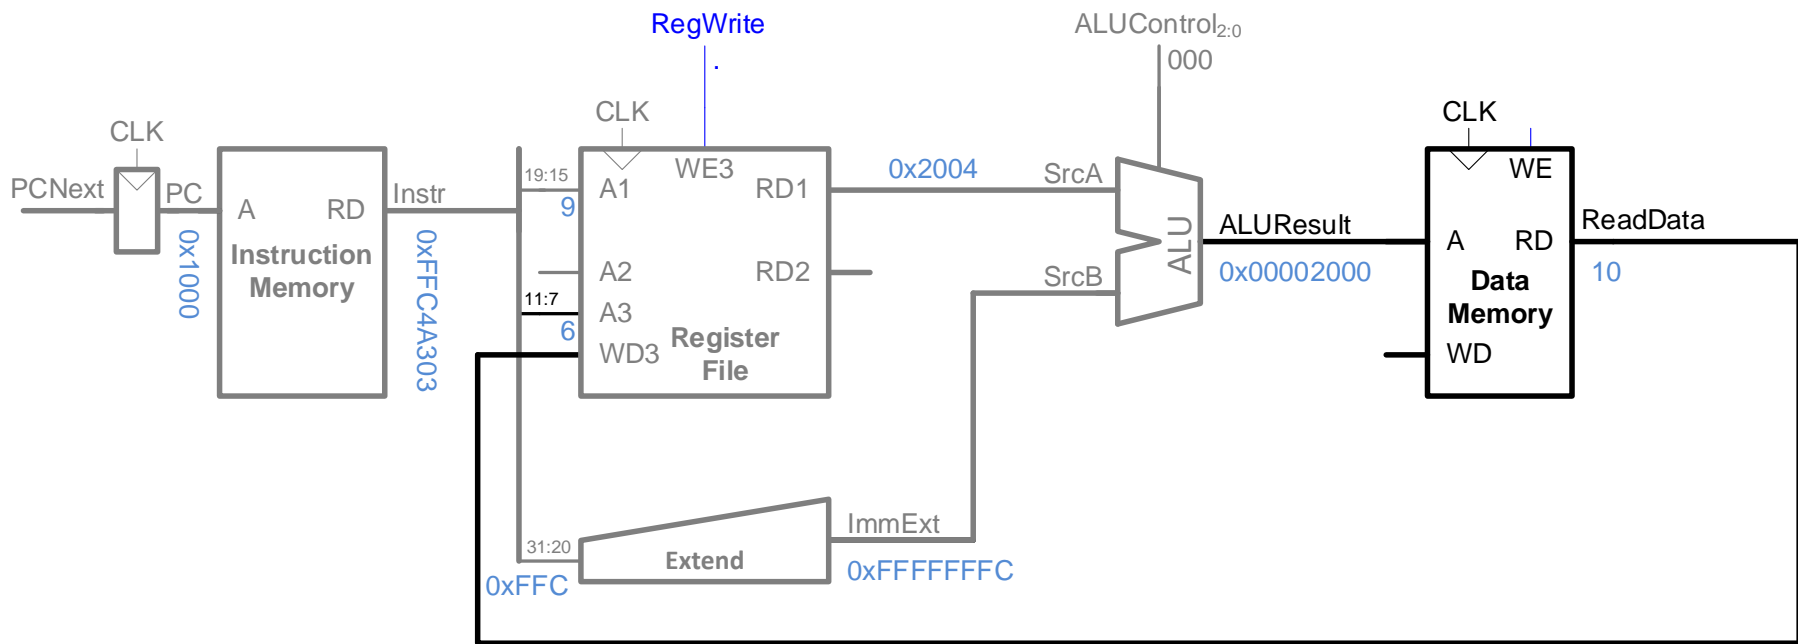 RegWrite
ALUControl2:0
000
CLK
CLK
CLK
PCNext
PC
A
RD
Instr
Instruction
Memory
0x1000
0xFFC4A303
19:15
9
A1
WE3
RD1
0x2004
SrcA
WE
A2
RD2
SrcB
ALU
ALUResult
0x00002000
A
RD
ReadData
10
Data
Memory
WD
11:7
6
A3
WD3
Register
File
31:20
0xFFC
Extend
ImmExt
0xFFFFFFFC